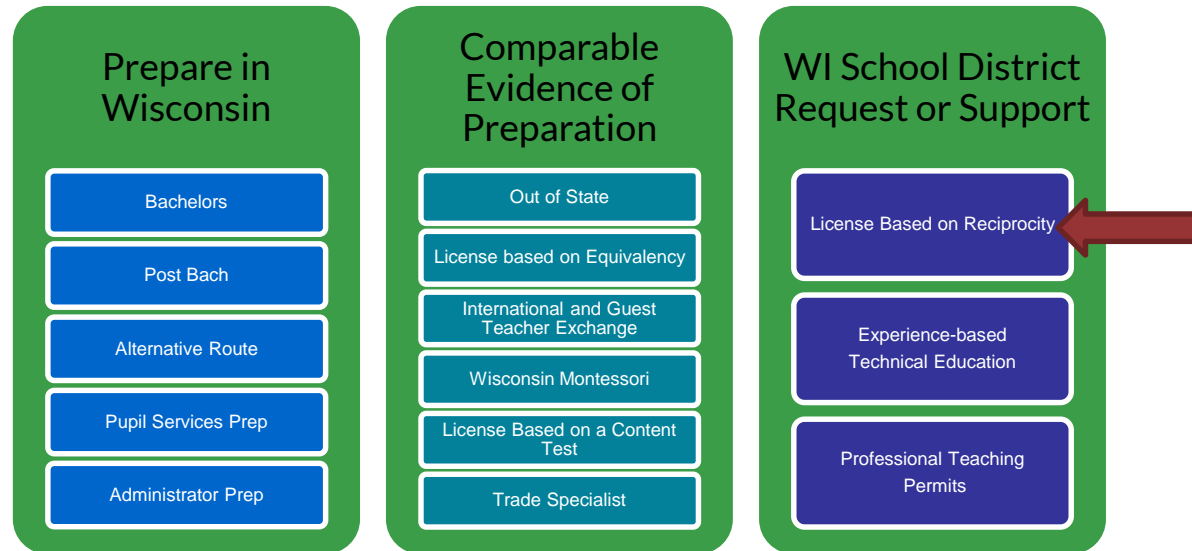 Prepare in
Wisconsin
Bachelors
Post Bach
Alternative Route
Pupil Services Prep
Administrator Prep
Comparable
Evidence of
Preparation
Out of State
License based on Equivalency
International and Guest
Teacher Exchange
Wisconsin Montessori
License Based on a Content
Test
Trade Specialist
WI School District
Request or Support
License Based on Reciprocity
Experience-based
Technical Education
Professional Teaching
Permits